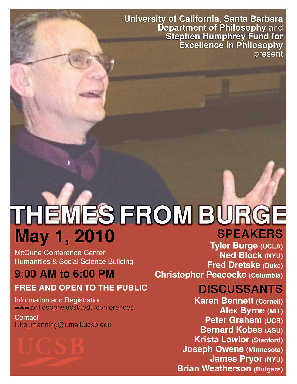 University of California, Santa Barbara
Department of Philosophy and
Stephen Humphrey Fund for
Excellence in Philosophy
present
THEMES FROM BURGE
May 1, 2010
McCune Conference Center
Humanities & Social Science Building
9:00 AM to 6:00 PM
FREE AND OPEN TO THE PUBLIC
Information and Registration
Contact
UCSB
SPEAKERS
Tyler Burge (UCLA)
Ned Block (NYU)
Fred Dretske (Duke)
Christopher Peacocke (Columbia)
DISCUSSANTS
Karen Bennett (Cornell)
Alex Byrne (MIT)
Peter Graham (UCR)
Bernard Kobes (ASU)
Krista Lawlor (Stanford)
Joseph Owens (Minnesota)
James Pryor (NYU)
Brian Weatherson (Rutgers)